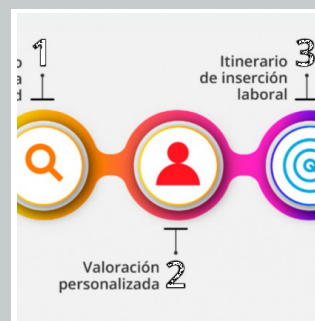 1
Itinerario
de inserción
laboral
3
Valoración
personalizada
2